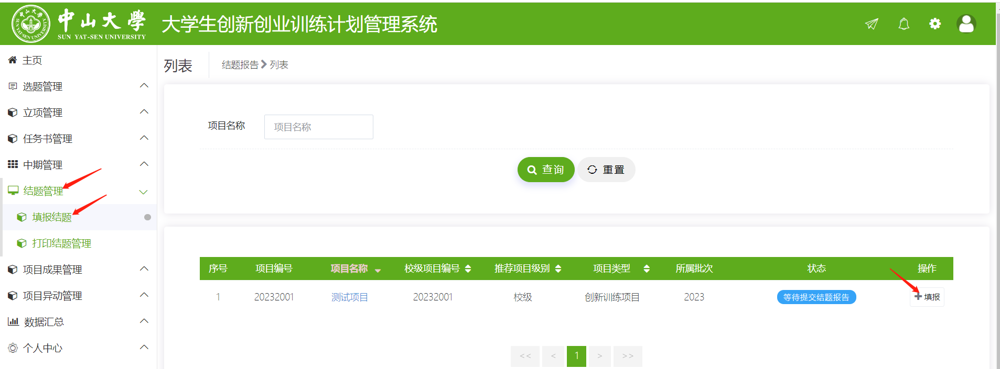 中山大學
SUN YAT-SEN UNIVERSITY
大学生创新创业训练计划管理系统
主页
选题管理
立项管理
任务书管理
中期管理
结题管理
填报结题
打印结题管理
项目成果管理
项目异动管理
数据汇总
个人中心
列表
结题报告 列表
项目名称 项目名称
查询 重置
序号 项目编号 项目名称 校级项目编号 推荐项目级别 项目类型 所属批次 状态 操作
1 20232001 测试项目 20232001 校级 创新训练项目 2023 等待提交结题报告 填报
<< < 1 > >>